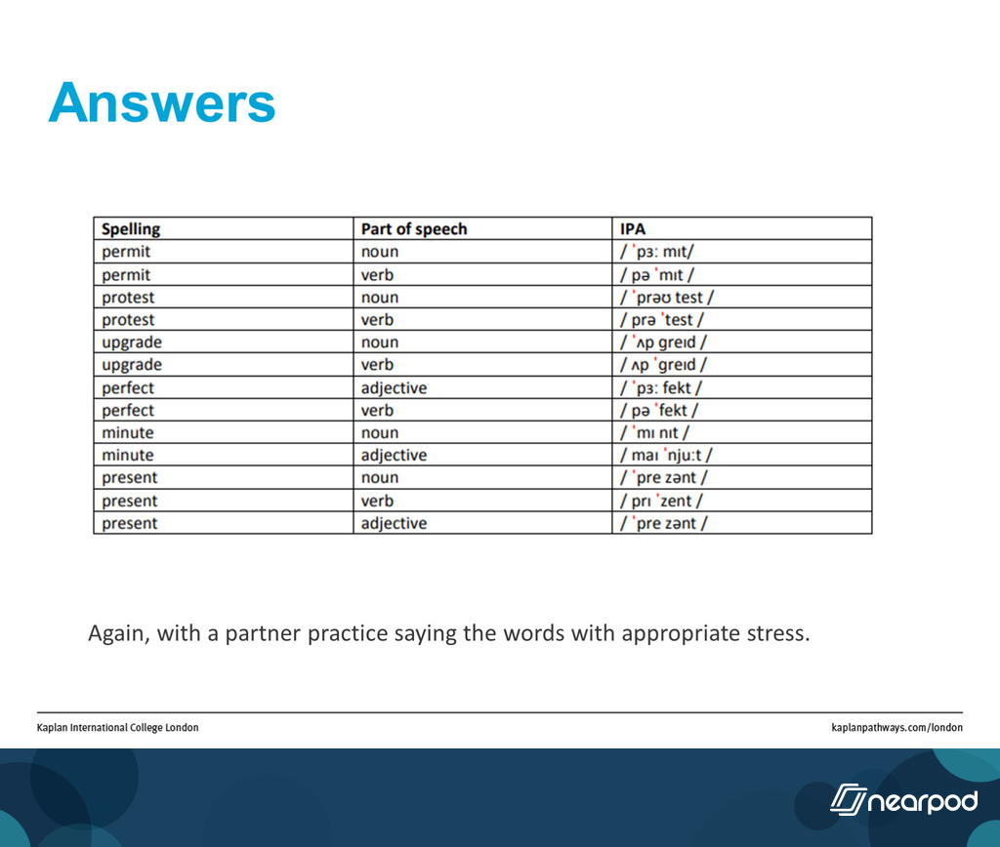 Answers
Spelling Part of speech IPA
permit noun / ˈpɜː mɪt/
permit verb / pə ˈmɪt /
protest noun / ˈprəʊ test /
protest verb / prə ˈtest /
upgrade noun / ˈʌp greɪd /
upgrade verb / ʌp ˈgreɪd /
perfect adjective / ˈpɜː fekt /
perfect verb / pə ˈfekt /
minute noun / ˈmɪ nɪt /
minute adjective / maɪ ˈnjuːt /
present noun / ˈpre zənt /
present verb / prɪ ˈzent /
present adjective / ˈpre zənt /
Again, with a partner practice saying the words with appropriate stress.
Kaplan International College London kaplanpathways.com/london
nearpod